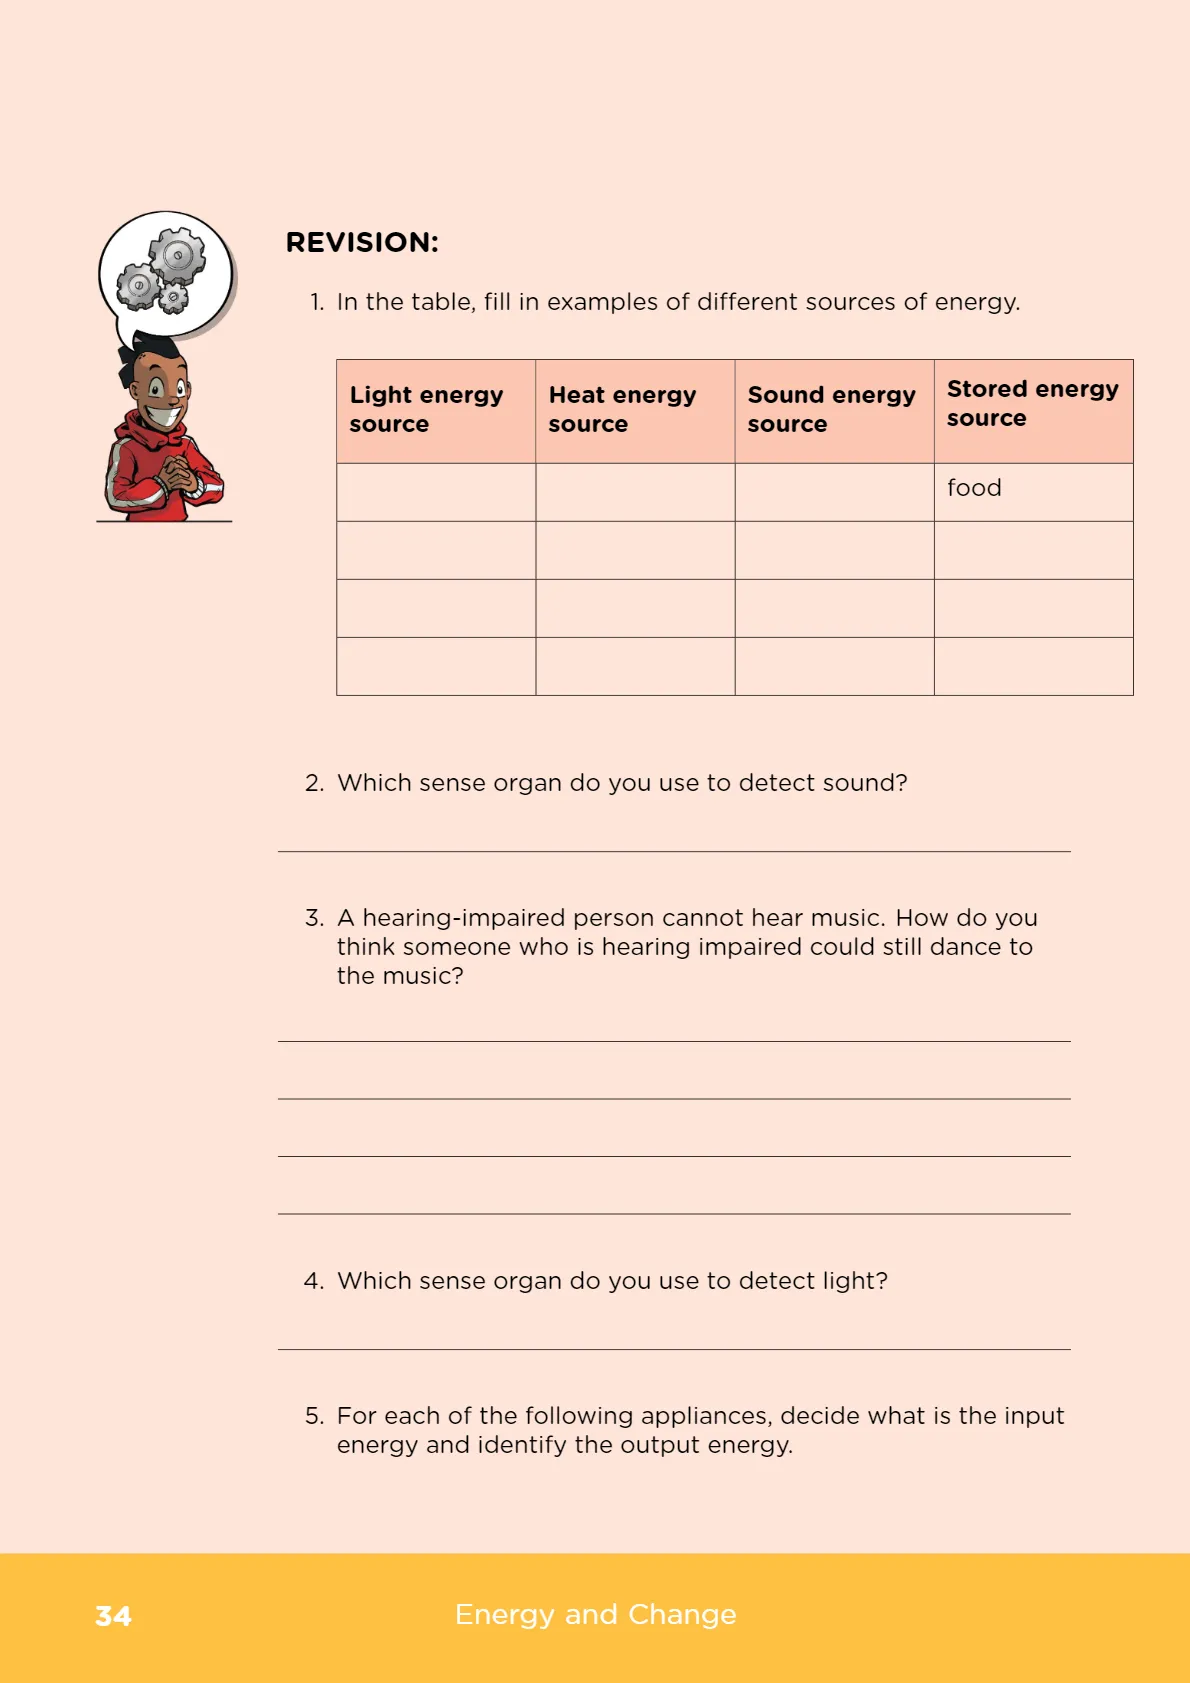 REVISION:
1. In the table, fill in examples of different sources of energy.
Light energy source
Heat energy source
Sound energy source
Stored energy source
food
2. Which sense organ do you use to detect sound?
3. A hearing-impaired person cannot hear music. How do you
think someone who is hearing impaired could still dance to
the music?
4. Which sense organ do you use to detect light?
5. For each of the following appliances, decide what is the input
energy and identify the output energy.
34
Energy and Change